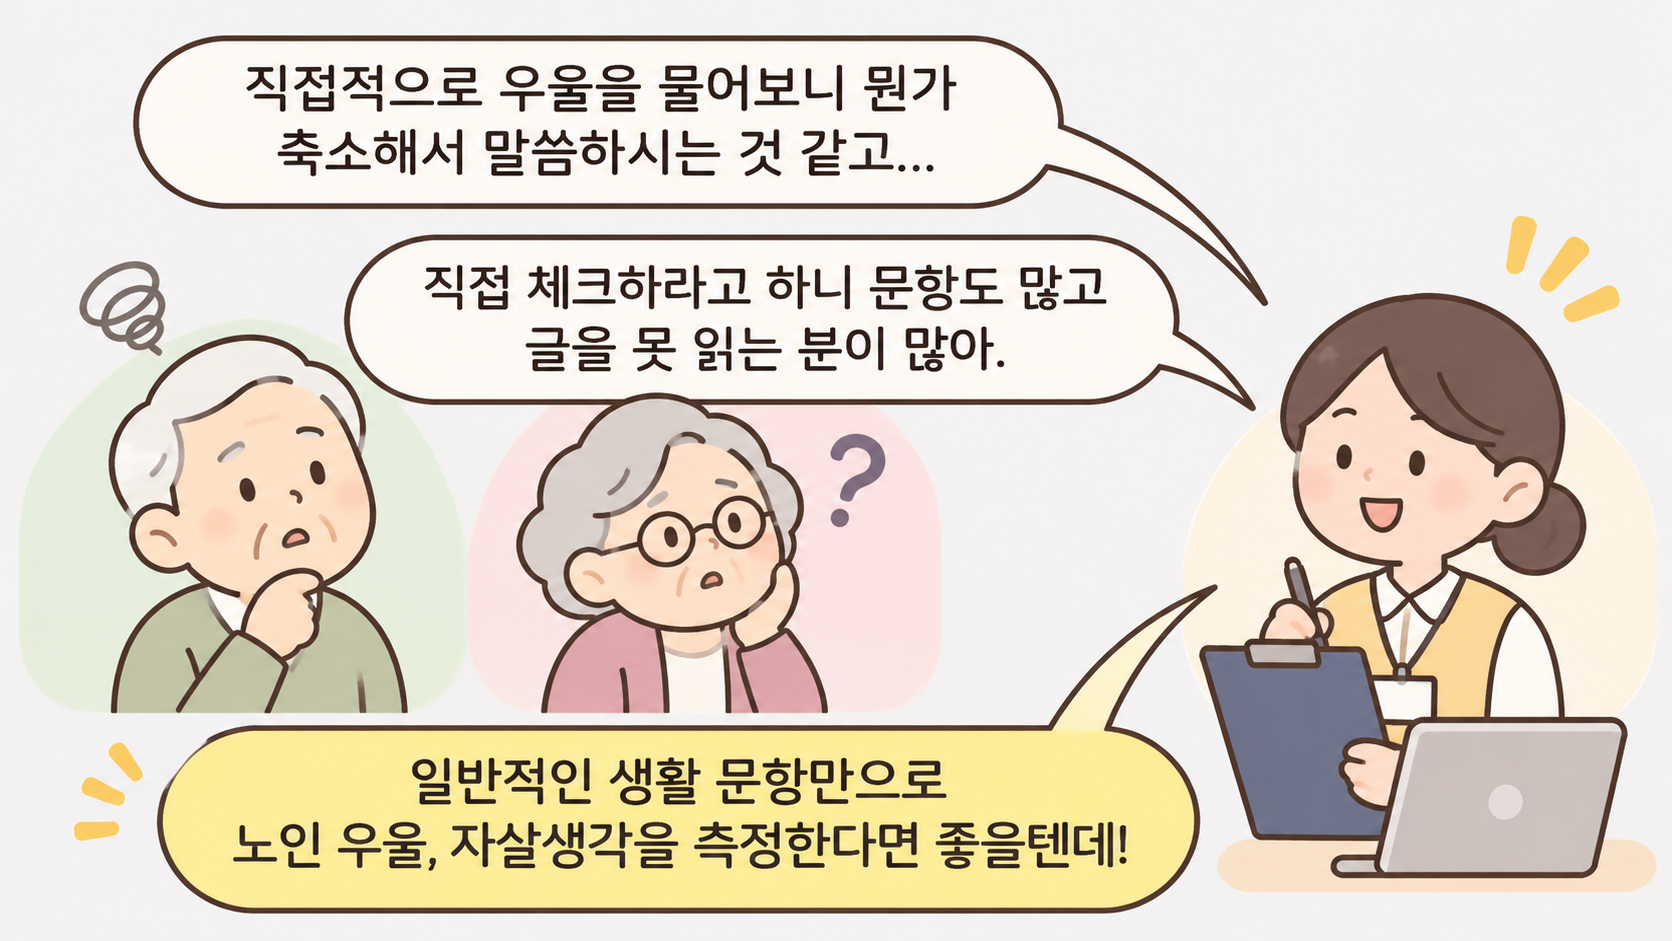 직접적으로 우울을 물어보니 뭔가
축소해서 말씀하시는 것 같고...
직접 체크하라고 하니 문항도 많고
글을 못 읽는 분이 많아.
?
일반적인 생활 문항만으로
노인 우울, 자살생각을 측정한다면 좋을텐데!